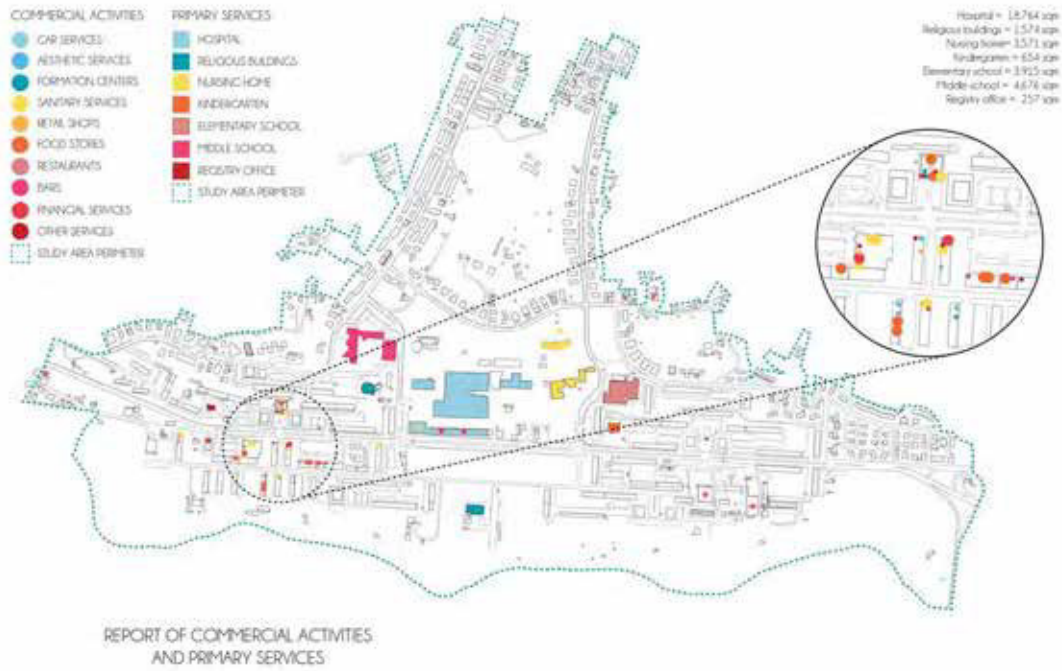 COMMERCIAL ACTIVITIES
CAR SERVICES
AESTHETIC SERVICES
FORMATION CENTERS
SANITARY SERVICES
RETAIL SHOPS
FOOD STORES
RESTAURANTS
BARS
FINANCIAL SERVICES
OTHER SERVICES
STUDY AREA PERIMETER
PRIMARY SERVICES
HOSPITAL
RELIGIOUS BUILDINGS
NURSING HOME
KINDERGARTEN
ELEMENTARY SCHOOL
MIDDLE SCHOOL
REGISTRY OFFICE
STUDY AREA PERIMETER
Hospital = 18,764 sqm
Religious buildings = 1,574 sqm
Nursing home= 3,571 sqm
Kindergarten = 654 sqm
Elementary school = 3,915 sqm
Middle school = 4,676 sqm
Registry office = 257 sqm
REPORT OF COMMERCIAL ACTIVITIES
AND PRIMARY SERVICES